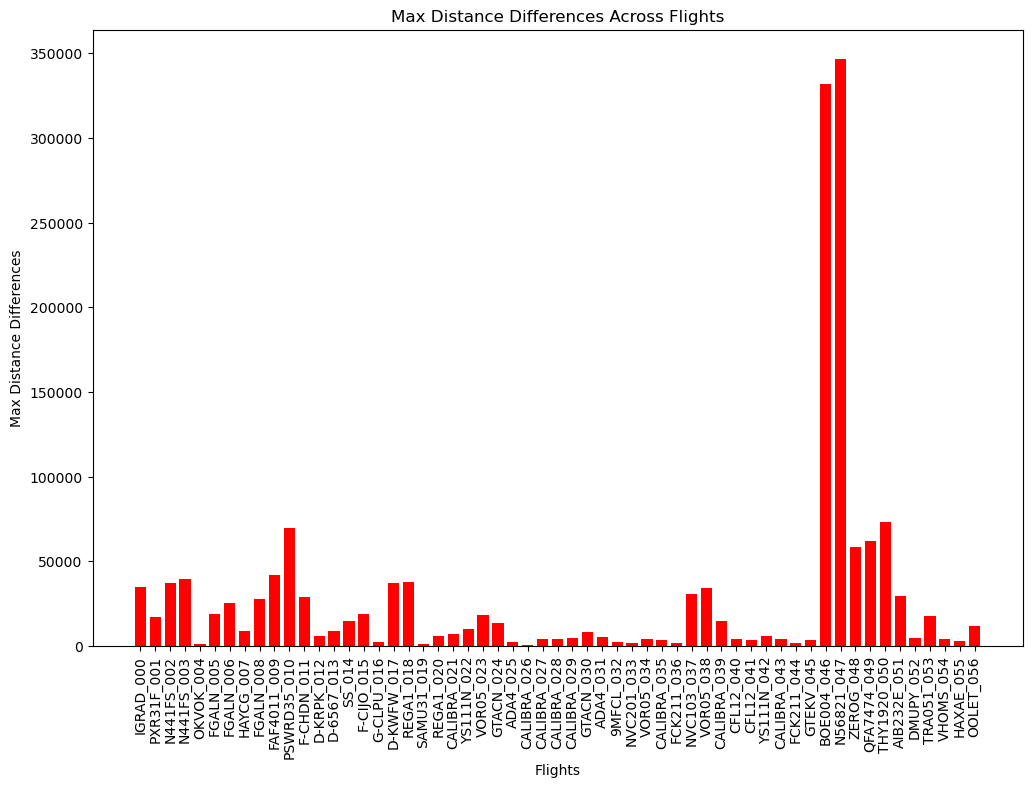 Max Distance Differences Across Flights
Max Distance Differences
350000
300000
250000
200000
150000
100000
50000
0
IGRAD_000
PXR31F_001
N441FS_002
N441FS_003
OKVOK_004
FGALN_005
FGALN_006
HAYCG_007
FGALN_008
FAF4011_009
PSWRD35_010
F-CHDN_011
D-KRPK_012
D-6567_013
SS_014
F-CIJO_015
G-CLPU_016
D-KWFW_017
REGA1_018
SAMU31_019
REGA1_020
CALIBRA_021
YS111N_022
VOR05_023
GTACN_024
ADA4_025
CALIBRA_026
CALIBRA_027
CALIBRA_028
CALIBRA_029
GTACN_030
ADA4_031
9MFCL_032
NVC201_033
VOR05_034
CALIBRA_035
FCK211_036
NVC103_037
VOR05_038
CALIBRA_039
CFL12_040
CFL12_041
YS111N_042
CALIBRA_043
FCK211_044
GTEKV_045
BOE004_046
N56821_047
ZEROG_048
QFA7474_049
THY1920_050
AIB232E_051
DMUPY_052
TRA051_053
VHOMS_054
HAXAE_055
OOLET_056
Flights